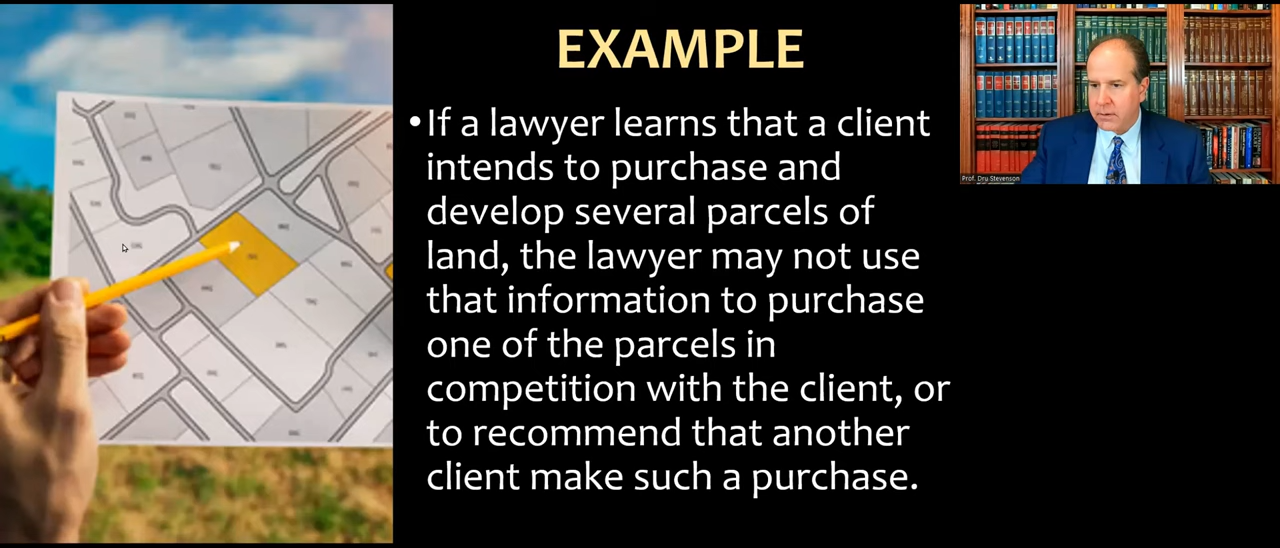 EXAMPLE
•If a lawyer learns that a client
intends to purchase and
develop several parcels of
land, the lawyer may not use
that information to purchase
one of the parcels in
competition with the client, or
to recommend that another
client make such a purchase.
Prof. Dru Stevenson